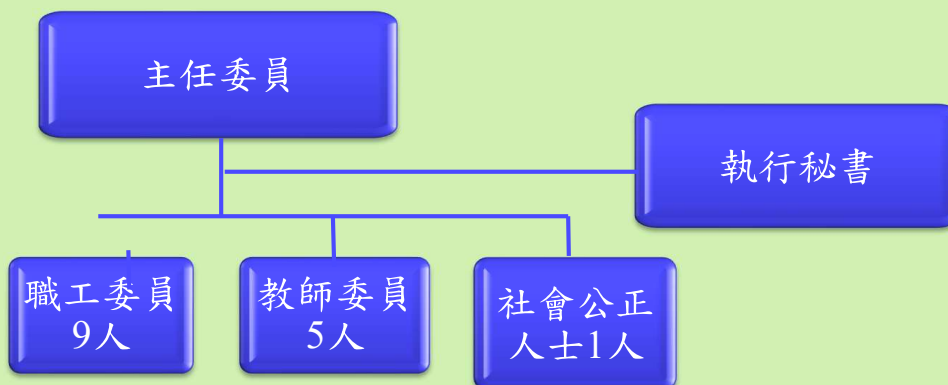 主任委員
執行秘書
職工委員
9人
教師委員
5人
社會公正
人士1人